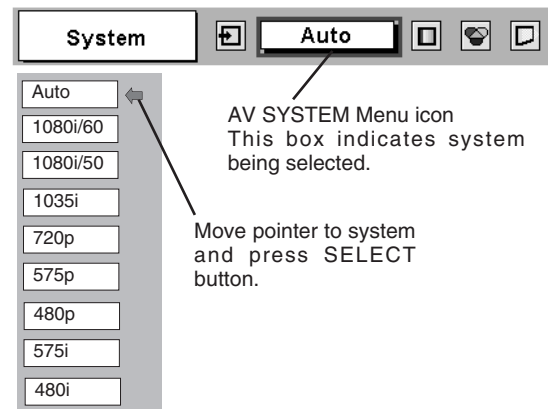 System
Auto
Auto
1080i/60
1080i/50
1035i
720p
575p
480p
575i
480i
AV SYSTEM Menu icon
This box indicates system
being selected.
Move pointer to system
and press SELECT
button.